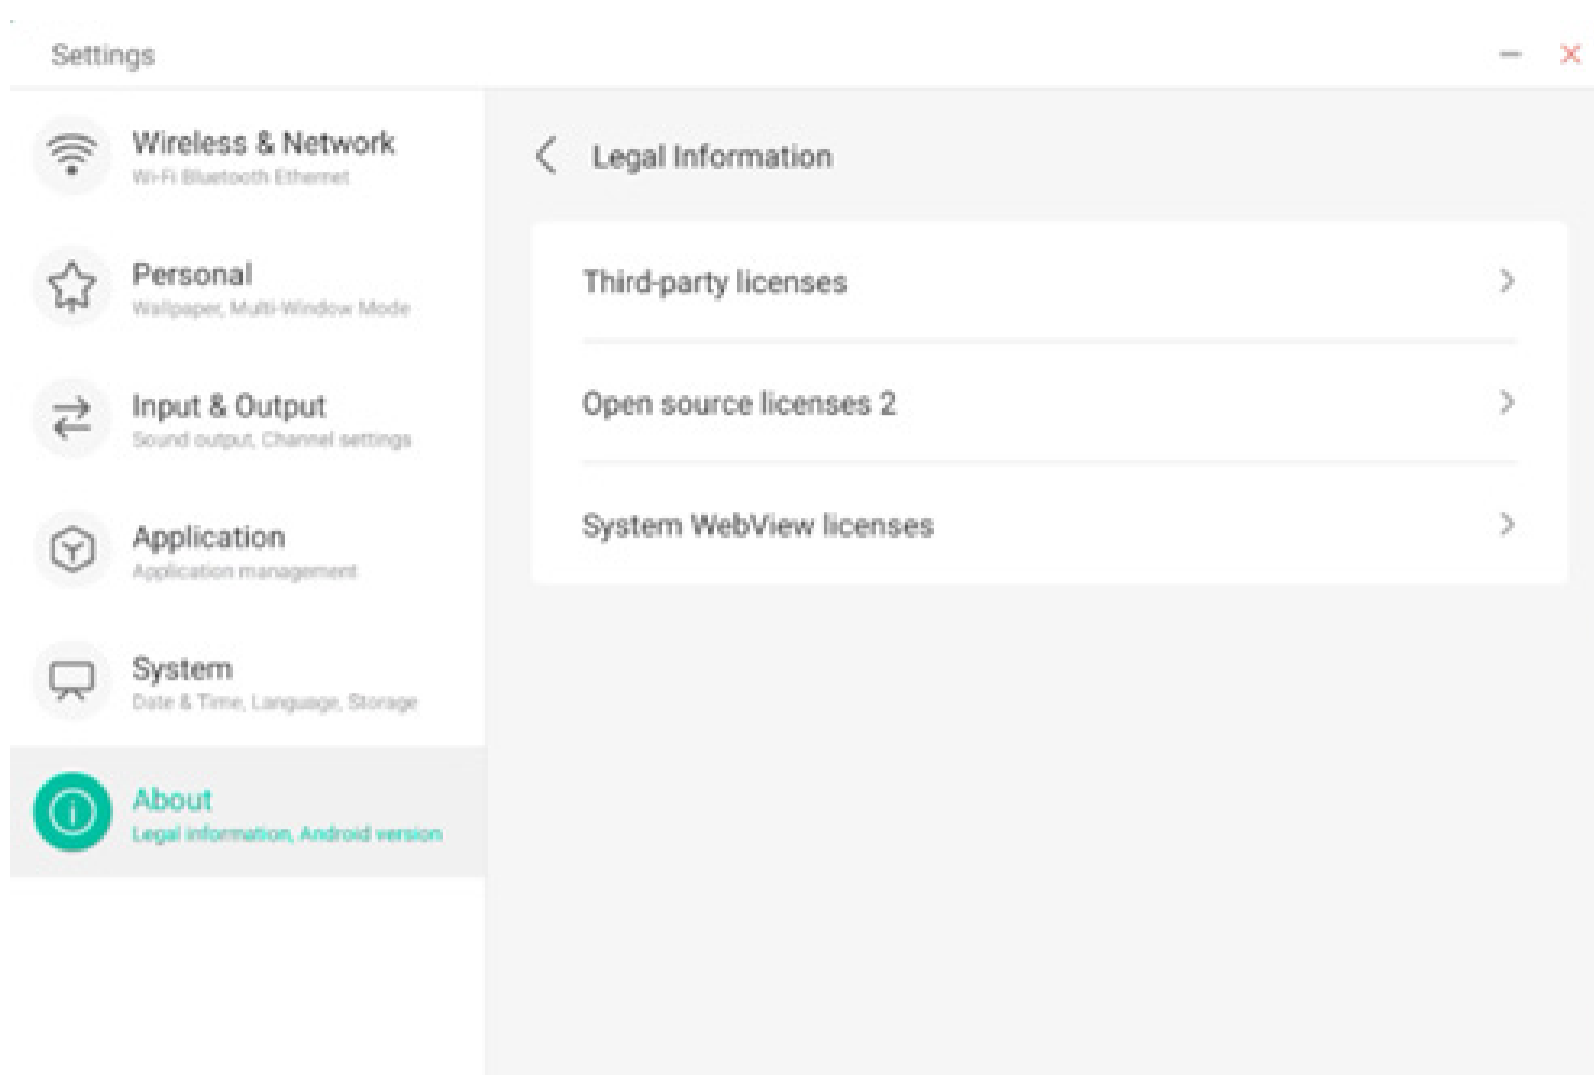 Settings
Wireless & Network
Wi-Fi Bluetooth Ethernet
Personal
Wallpaper, Multi-Window Mode
Input & Output
Sound output, Channel settings
Application
Application management
System
Date & Time, Language, Storage
About
Legal information, Android version
Legal Information
Third-party licenses
Open source licenses 2
System WebView licenses